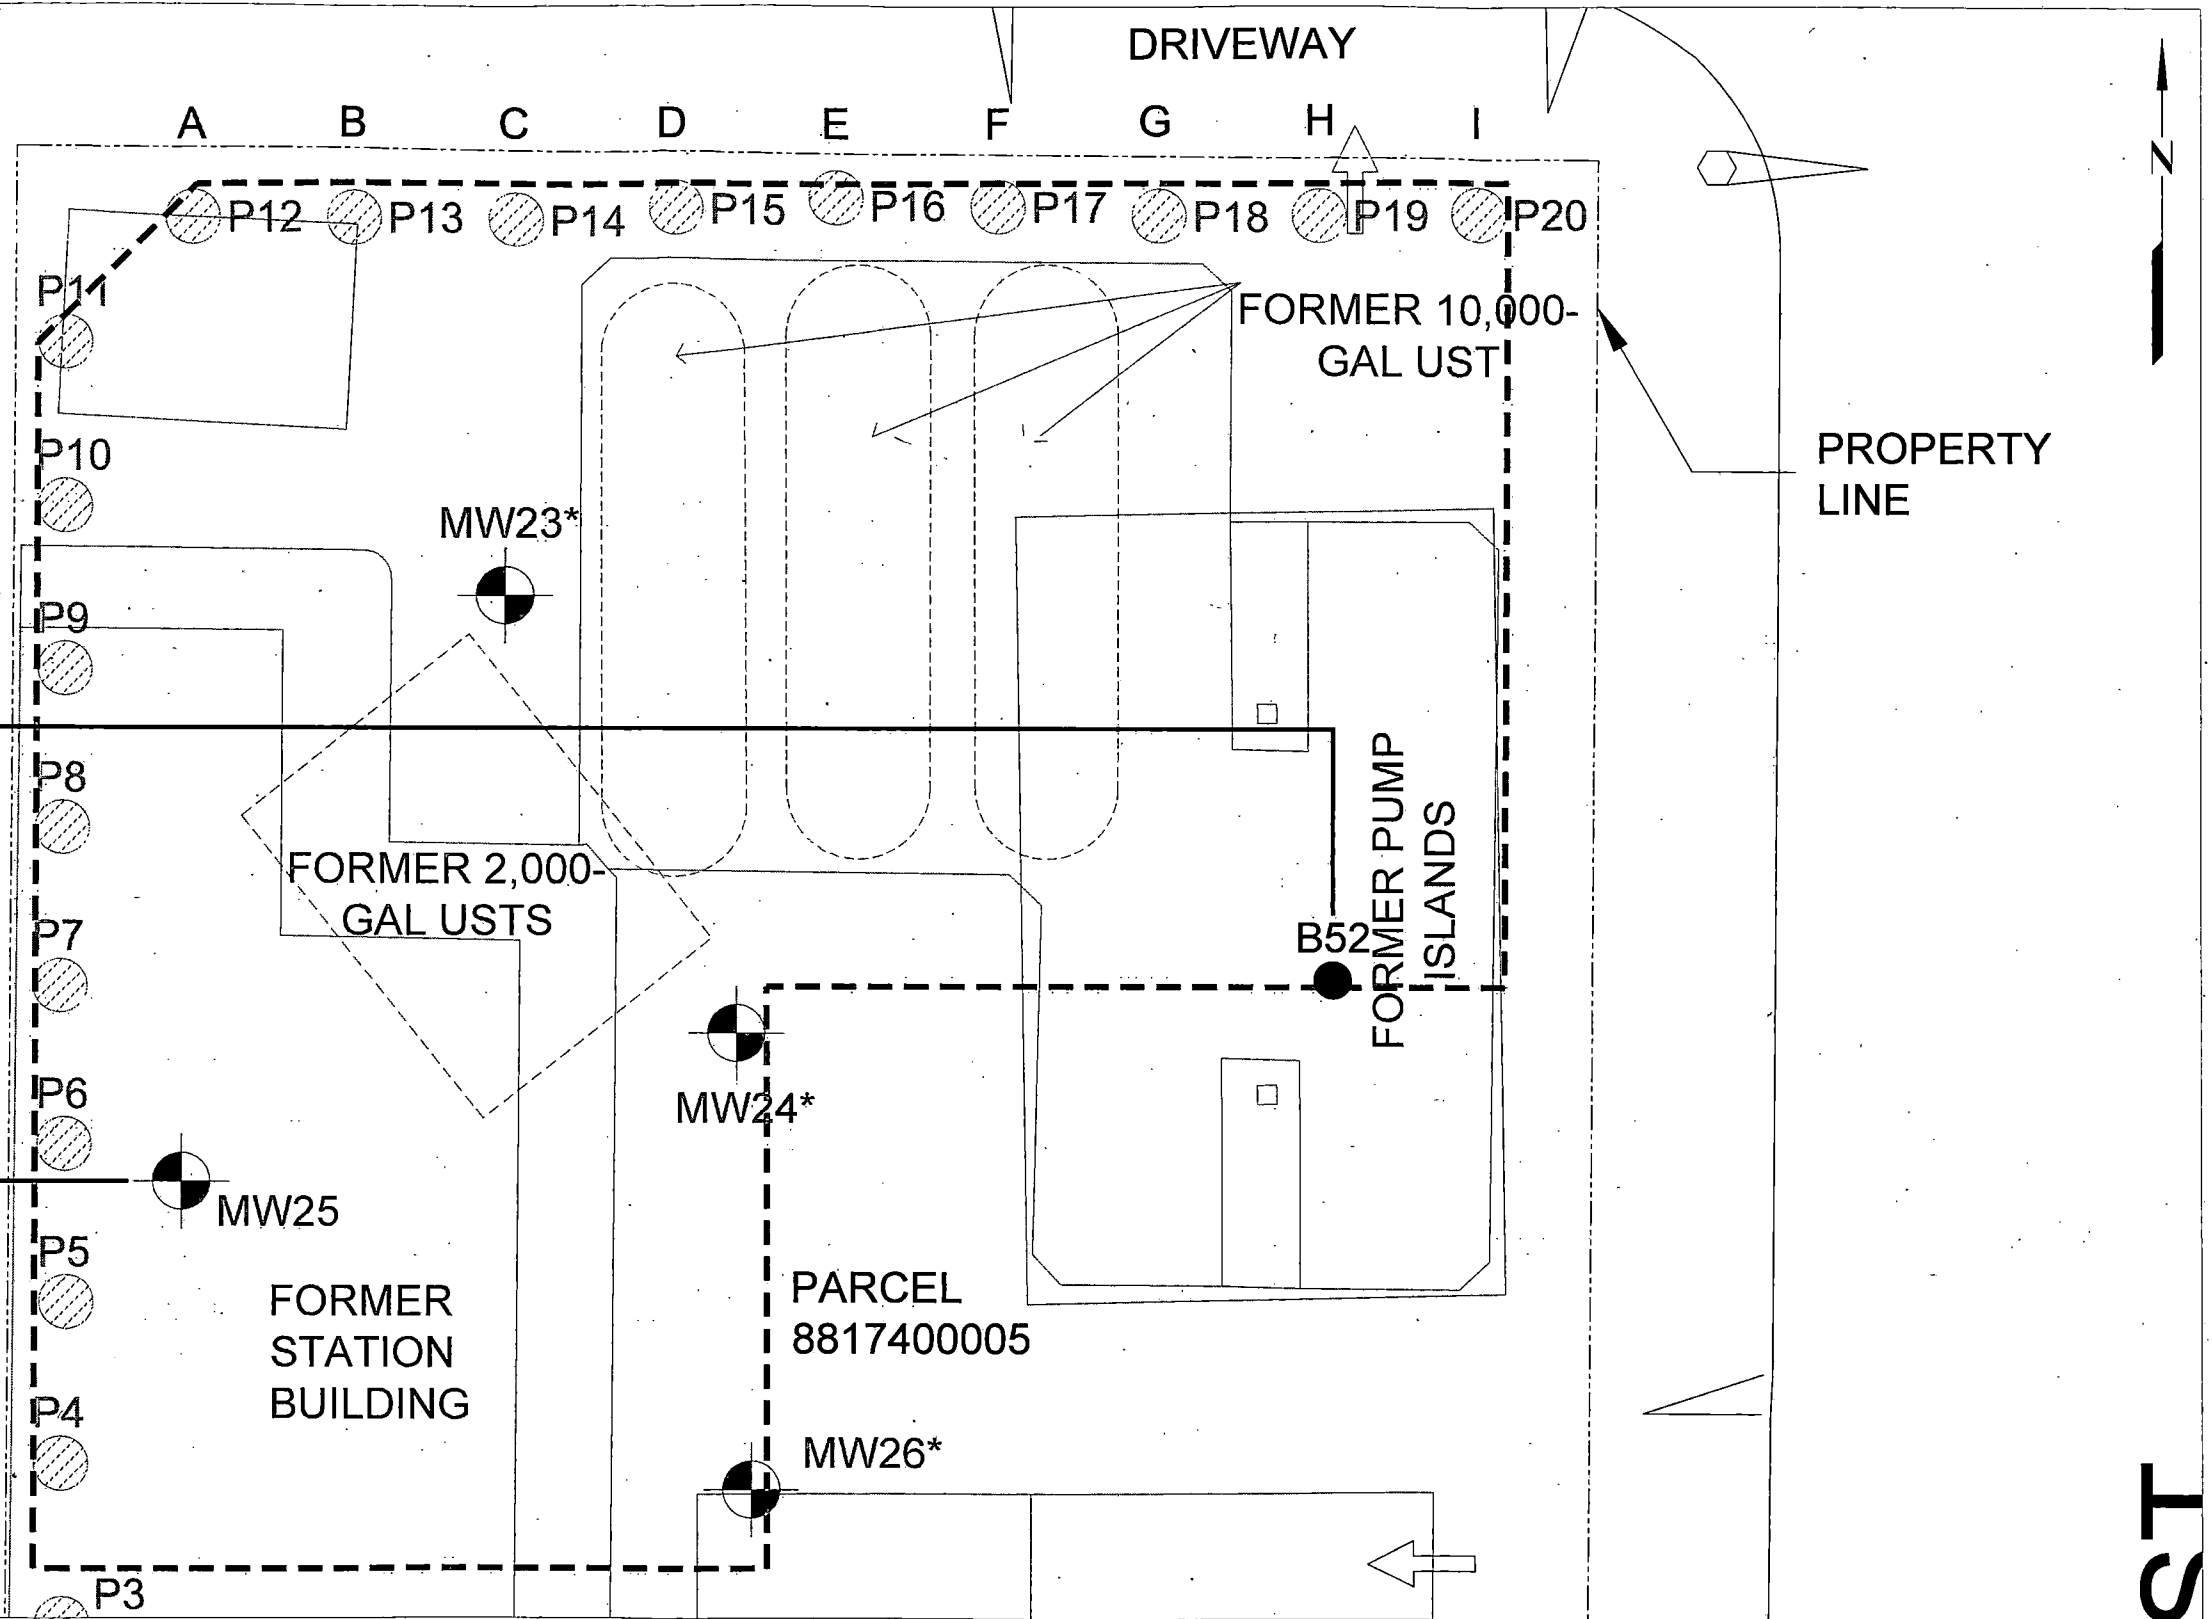 DRIVEWAY
A B C D E F G H I
P12 P13 P14 P15 P16 P17 P18 P19 P20
N
P11
FORMER 10,000-
GAL UST
P10
PROPERTY
LINE
MW23*
P9
P8
FORMER PUMP
ISLANDS
FORMER 2,000-
GAL USTS
P7
B52
P6
MW24*
MW25
P5
FORMER
STATION
BUILDING
PARCEL
8817400005
P4
MW26*
P3
ST